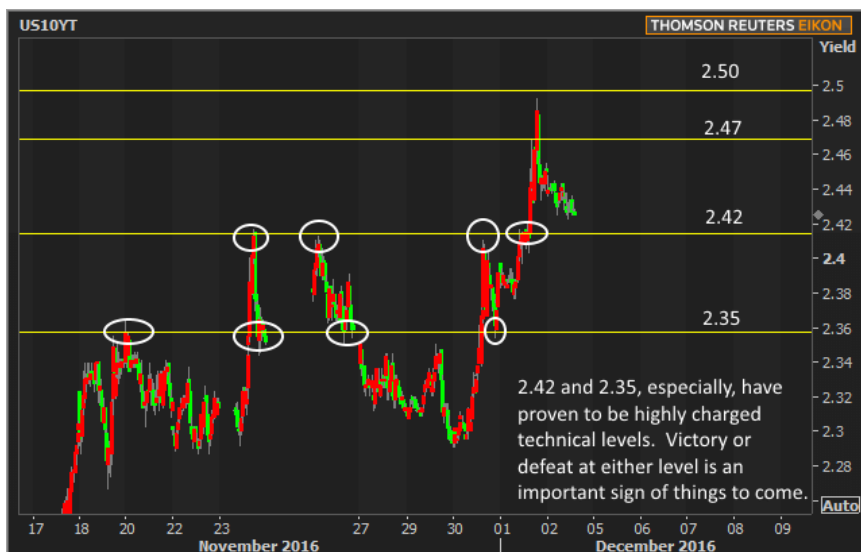 US10YT
THOMSON REUTERS EIKON
Yield
2.50
2.5
2.48
2.47
2.46
2.44
2.42
2.42
2.4
2.38
2.35
2.36
2.34
2.42 and 2.35, especially, have
proven to be highly charged
technical levels. Victory or
defeat at either level is an
important sign of things to come.
2.32
2.3
2.28
Auto
17 18 20 22 23 27 29 30 01 02 05 06 07 08 09
November 2016 December 2016